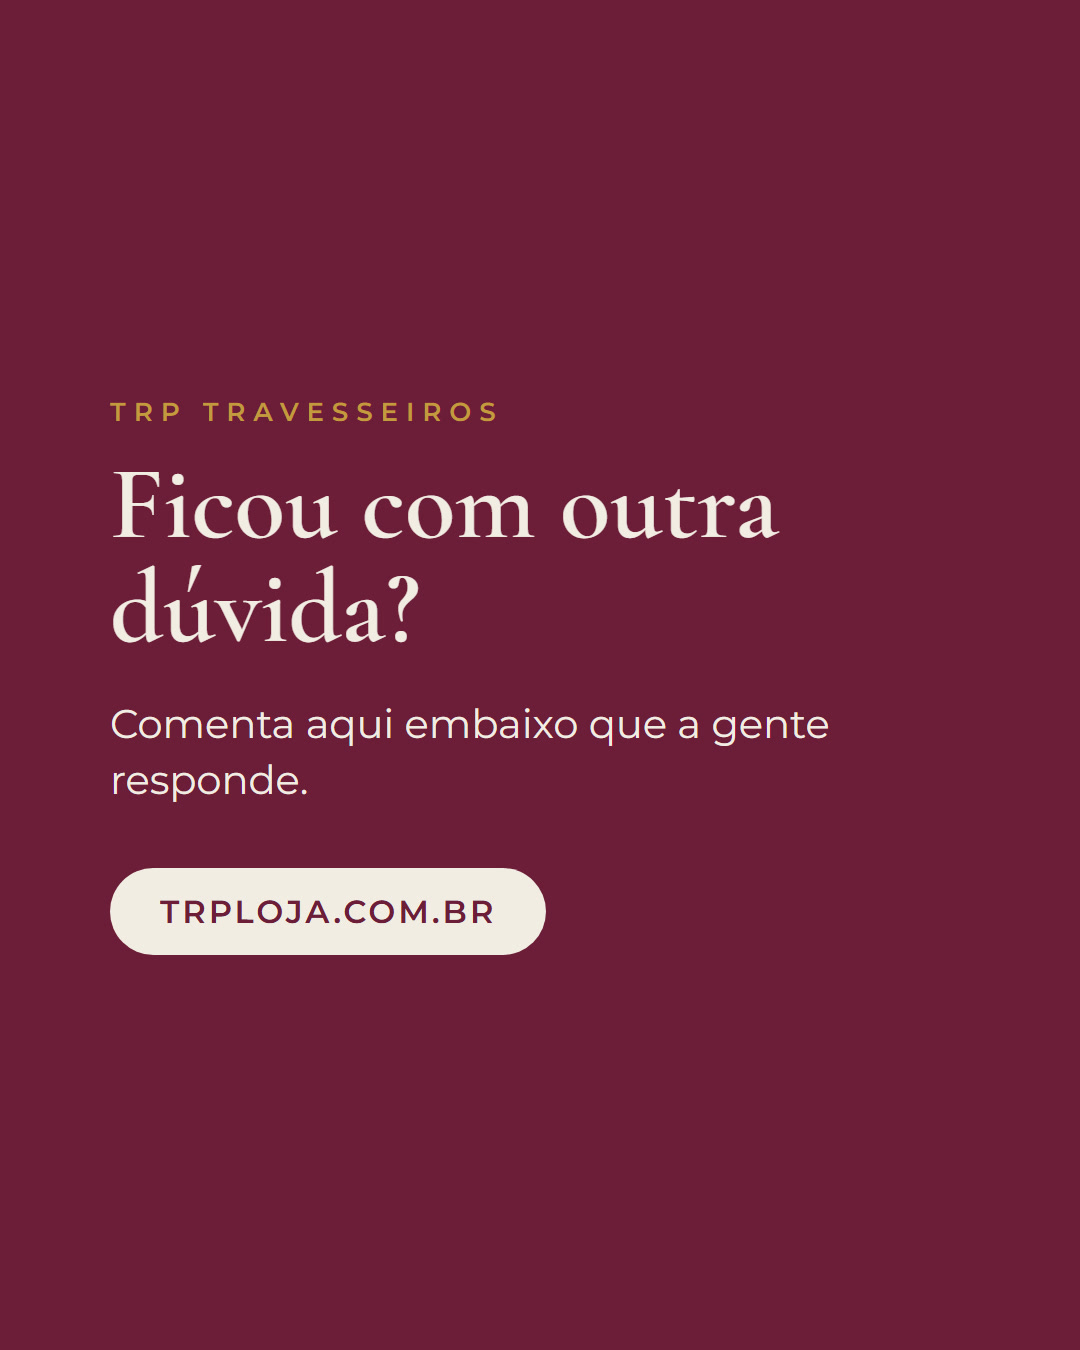 TRP TRAVESSEIROS
Ficou com outra
dúvida?
Comenta aqui embaixo que a gente
responde.
TRPLOJA.COM.BR